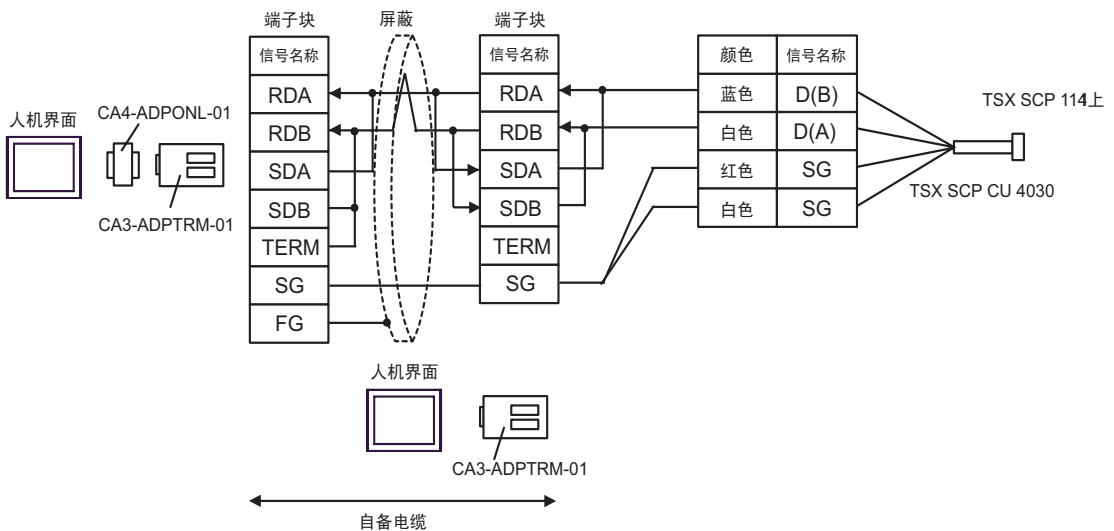 端子块
屏蔽
端子块
信号名称
信号名称
颜色
信号名称
RDA
RDA
蓝色
D(B)
TSX SCP 114上
人机界面
CA4-ADPONL-01
RDB
RDB
白色
D(A)
SDA
SDA
红色
SG
TSX SCP CU 4030
CA3-ADPTRM-01
SDB
SDB
白色
SG
TERM
TERM
SG
SG
FG
人机界面
CA3-ADPTRM-01
自备电缆